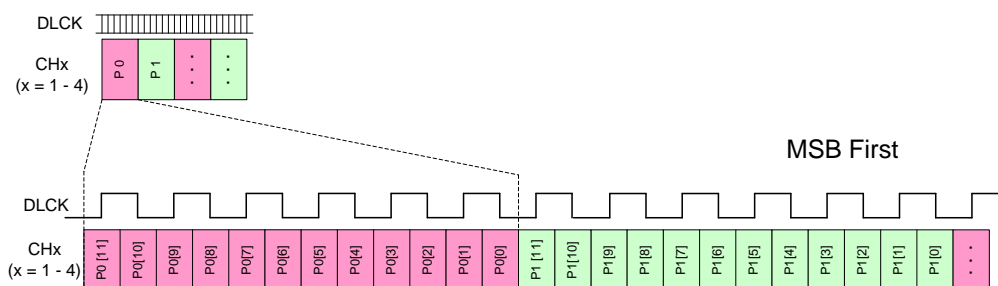 DLCK
CHx
(x = 1 - 4)
P 0
P 1
. . .
. . .
MSB First
DLCK
CHx
(x = 1 - 4)
P0 [11]
P0[10]
P0[9]
P0[8]
P0[7]
P0[6]
P0[5]
P0[4]
P0[3]
P0[2]
P0[1]
P0[0]
P1 [11]
P1[10]
P1[9]
P1[8]
P1[7]
P1[6]
P1[5]
P1[4]
P1[3]
P1[2]
P1[1]
P1[0]
. . .